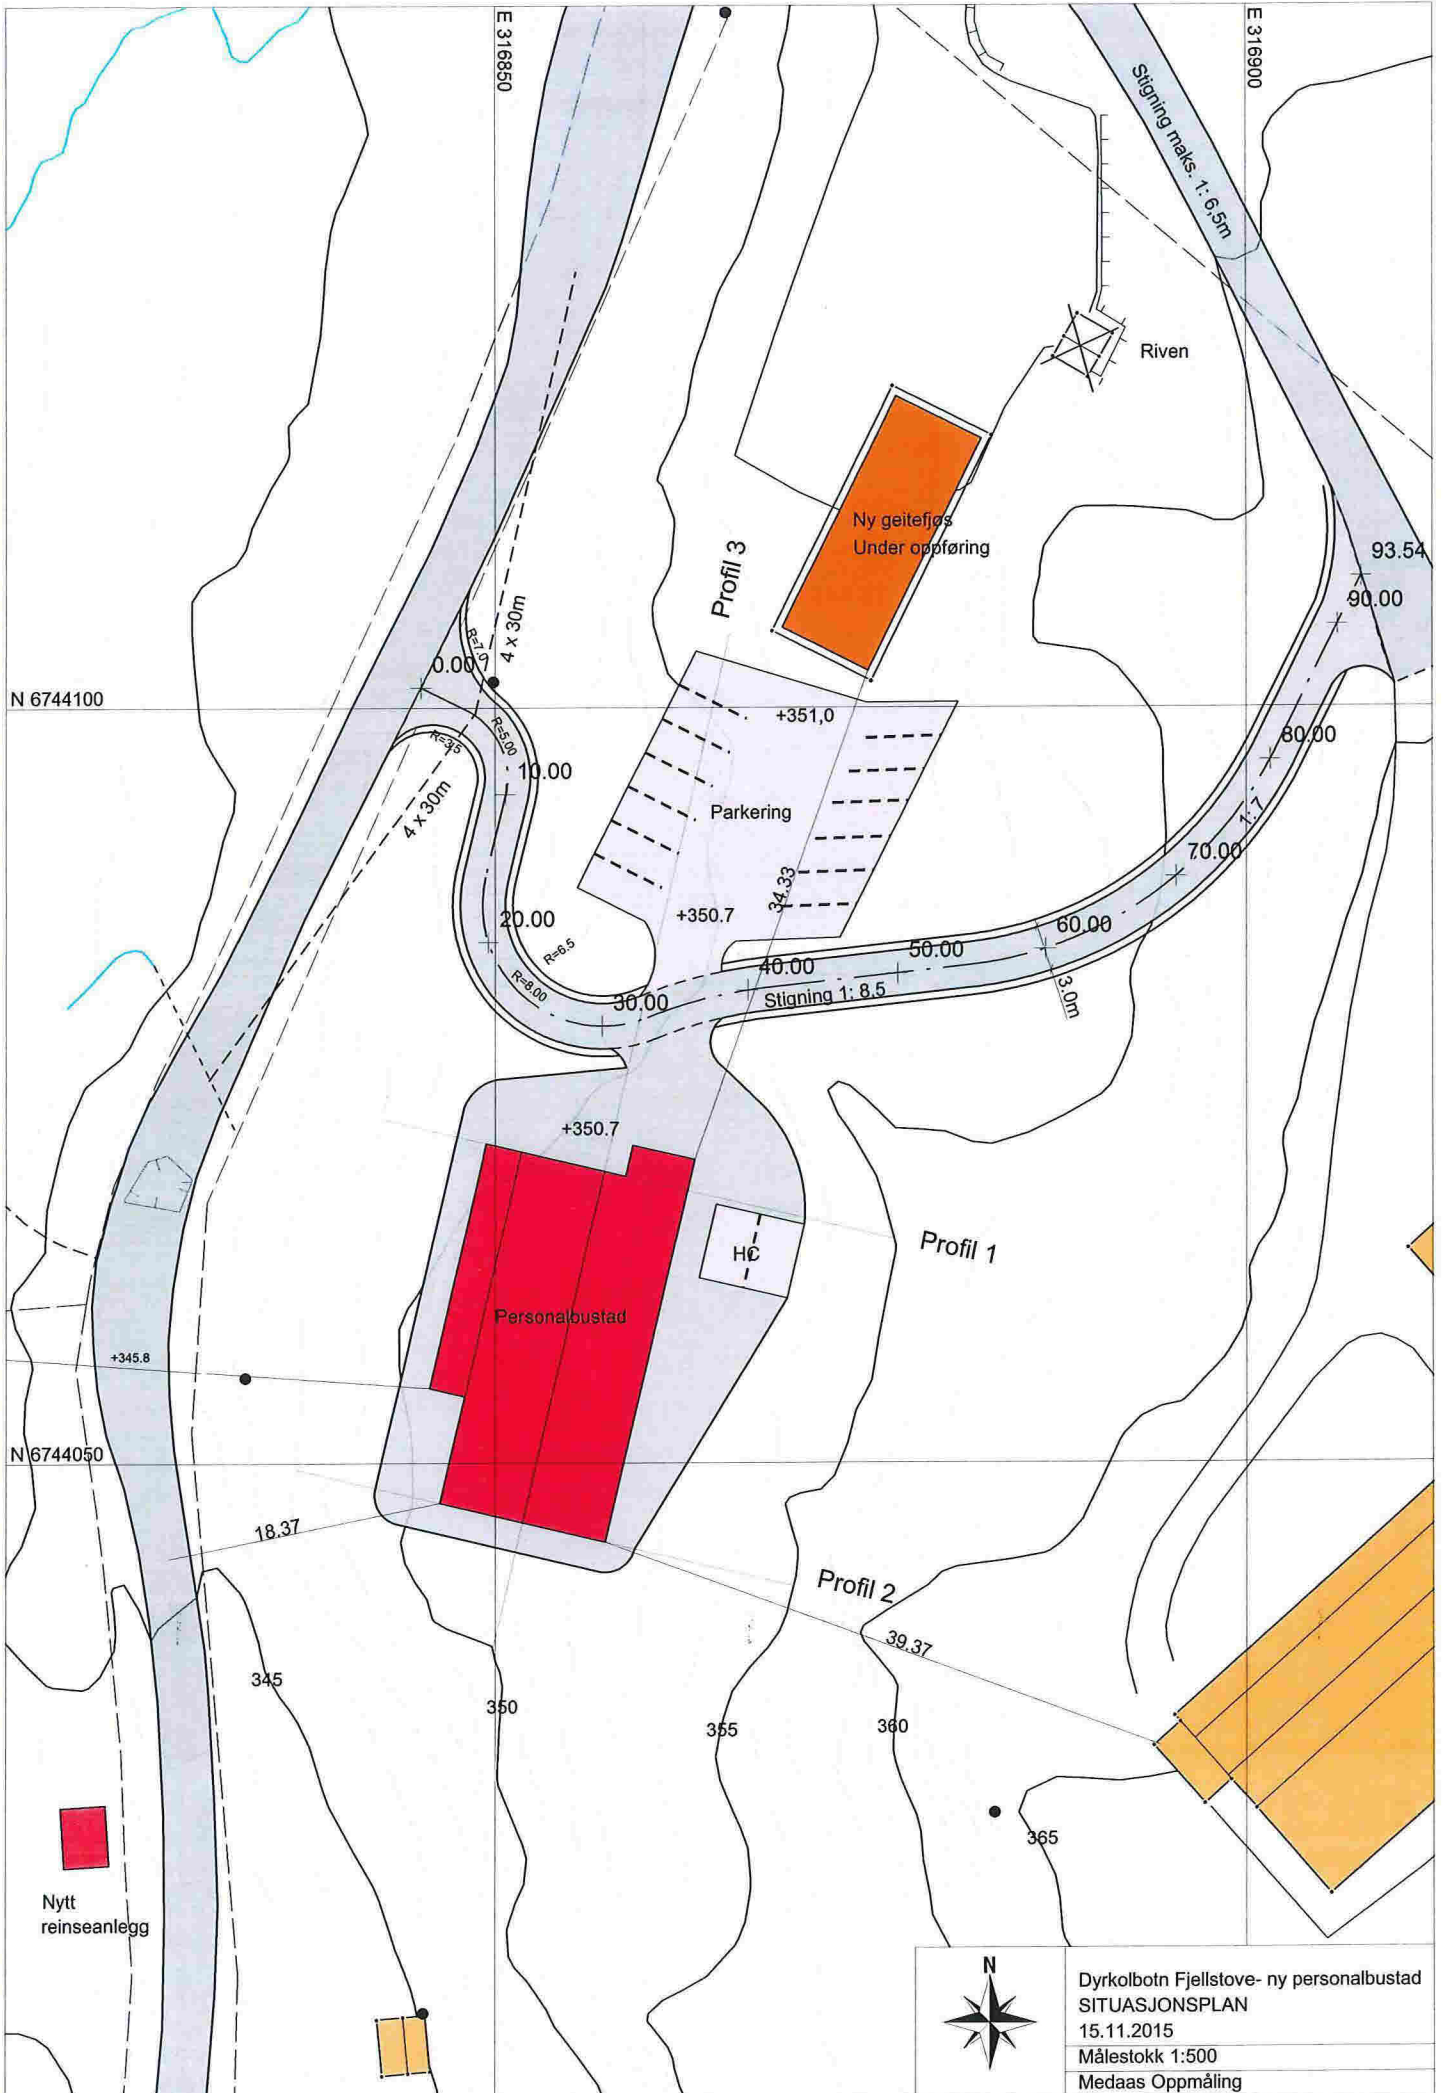 E 316850
E 316900
Stigning maks. 1: 6,5m
Riven
Ny geitefjøs
Under oppføring
Profil 3
93.54
90.00
4 x 30m
R=7.0
0.00
N 6744100
+351,0
R=5.00
R=3.5
80.00
10.00
4 x 30m
Parkering
1:7
70.00
34.33
+350.7
20.00
60.00
50.00
R=6.5
40.00
R=8.00
30.00
Stigning 1: 8.5
3.0m
+350.7
HC
Profil 1
Personalbustad
+345.8
N 6744050
18.37
Profil 2
39.37
345
350
355
360
365
Nytt
reinseanlegg
N
Dyrkolbotn Fjellstove- ny personalbustad
SITUASJONSPLAN
15.11.2015
Målestokk 1:500
Medaas Oppmåling